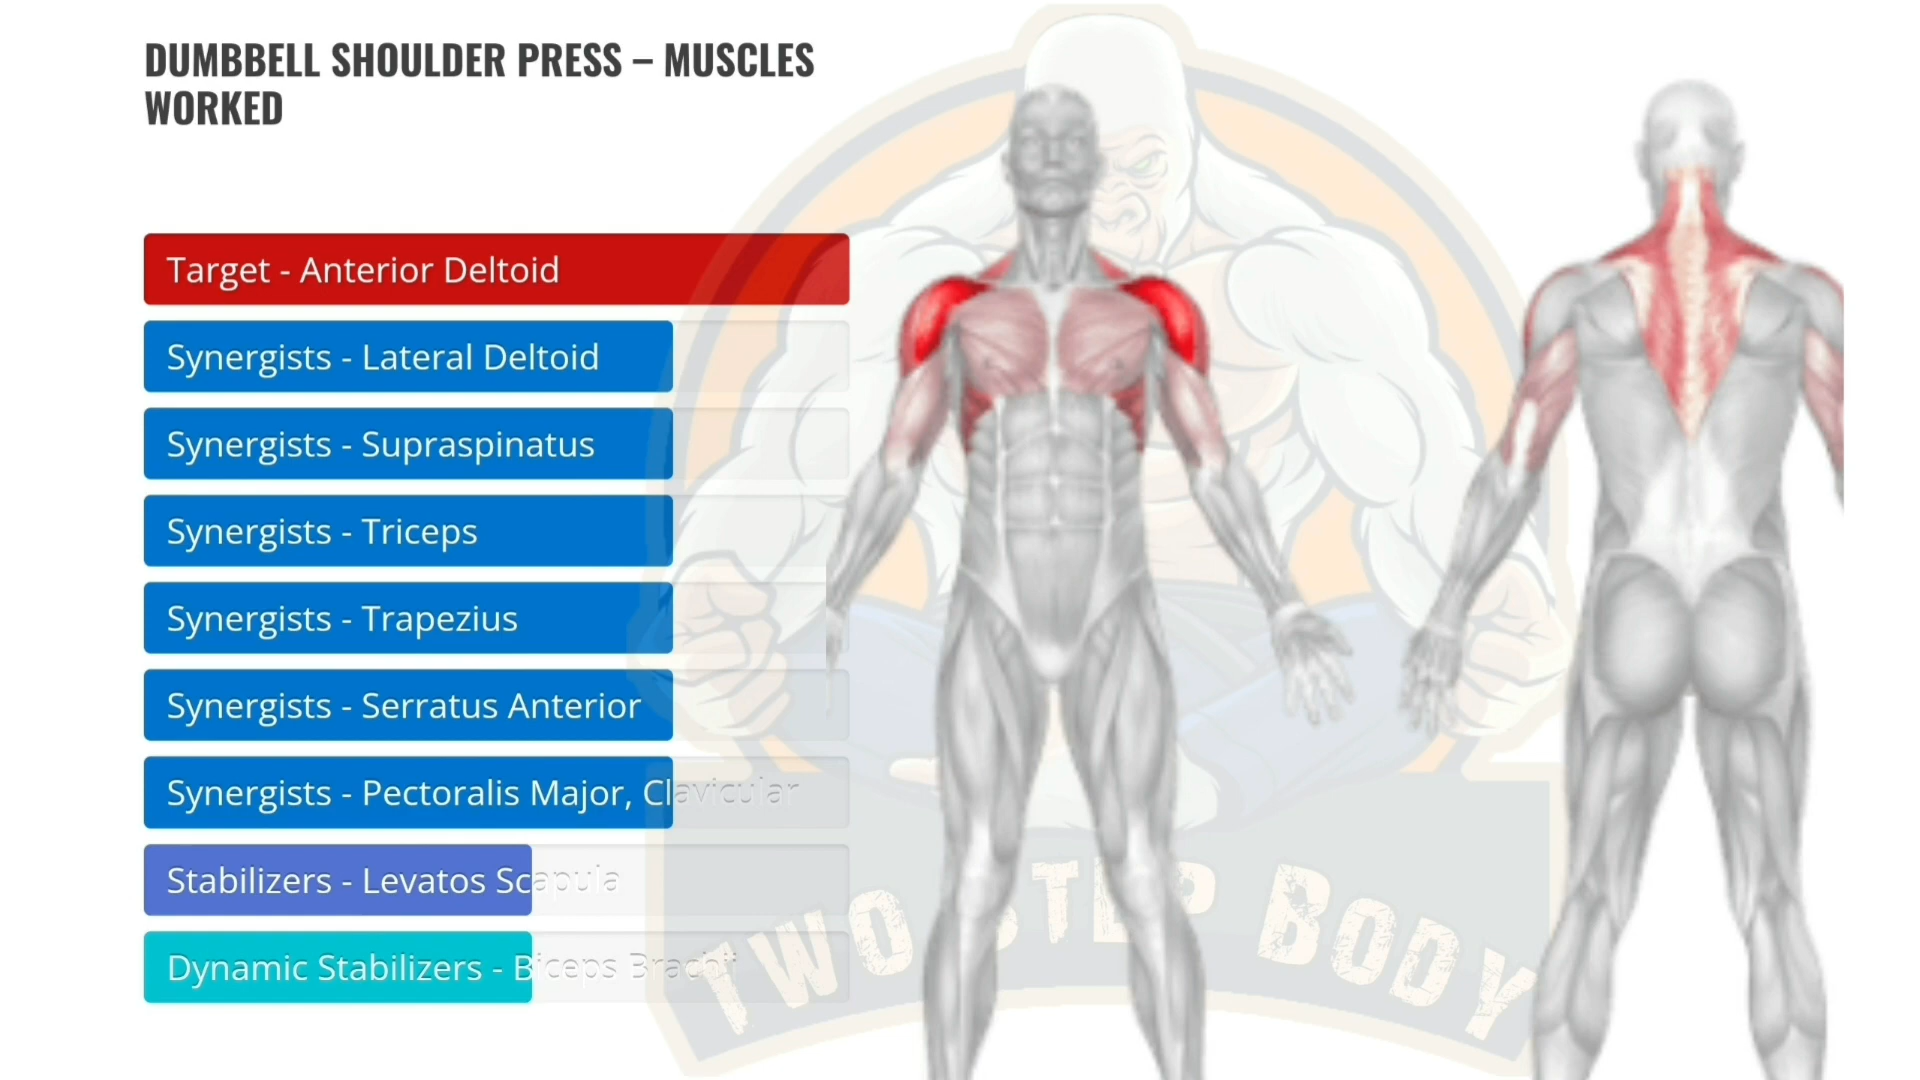 DUMBBELL SHOULDER PRESS – MUSCLES
WORKED
Target - Anterior Deltoid
Synergists - Lateral Deltoid
Synergists - Supraspinatus
Synergists - Triceps
Synergists - Trapezius
Synergists - Serratus Anterior
Synergists - Pectoralis Major, Clavicular
Stabilizers - Levatos Scapula
Dynamic Stabilizers - Biceps Brachii
TWO STEP BODY